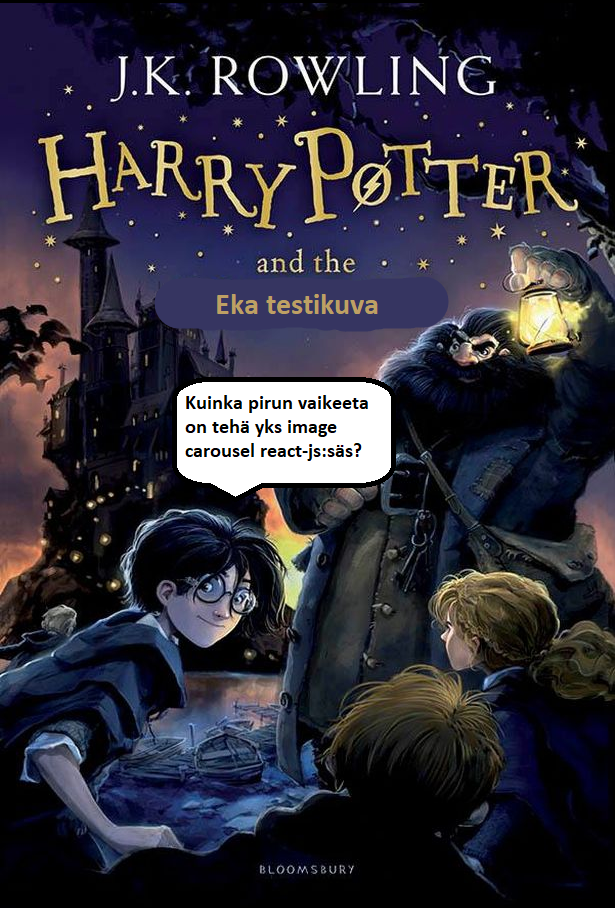 J.K. ROWLING
HARRY POTTER
and the
Eka testikuva
Kuinka pirun vaikeeta
on tehä yks image
carousel react-js:säs?
BLOOMSBURY